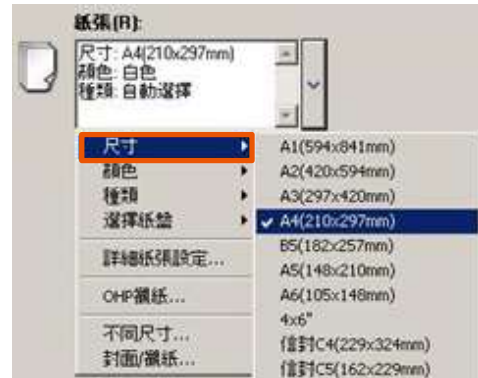 紙張(R):
尺寸: A4(210x297mm)
顏色: 白色
種類: 自動選擇
尺寸
顏色
種類
選擇紙盤
詳細紙張設定...
OHP襯紙...
不同尺寸...
封面/襯紙...
A1(594x841mm)
A2(420x594mm)
A3(297x420mm)
A4(210x297mm)
B5(182x257mm)
A5(148x210mm)
A6(105x148mm)
4x6"
信封C4(229x324mm)
信封C5(162x229mm)